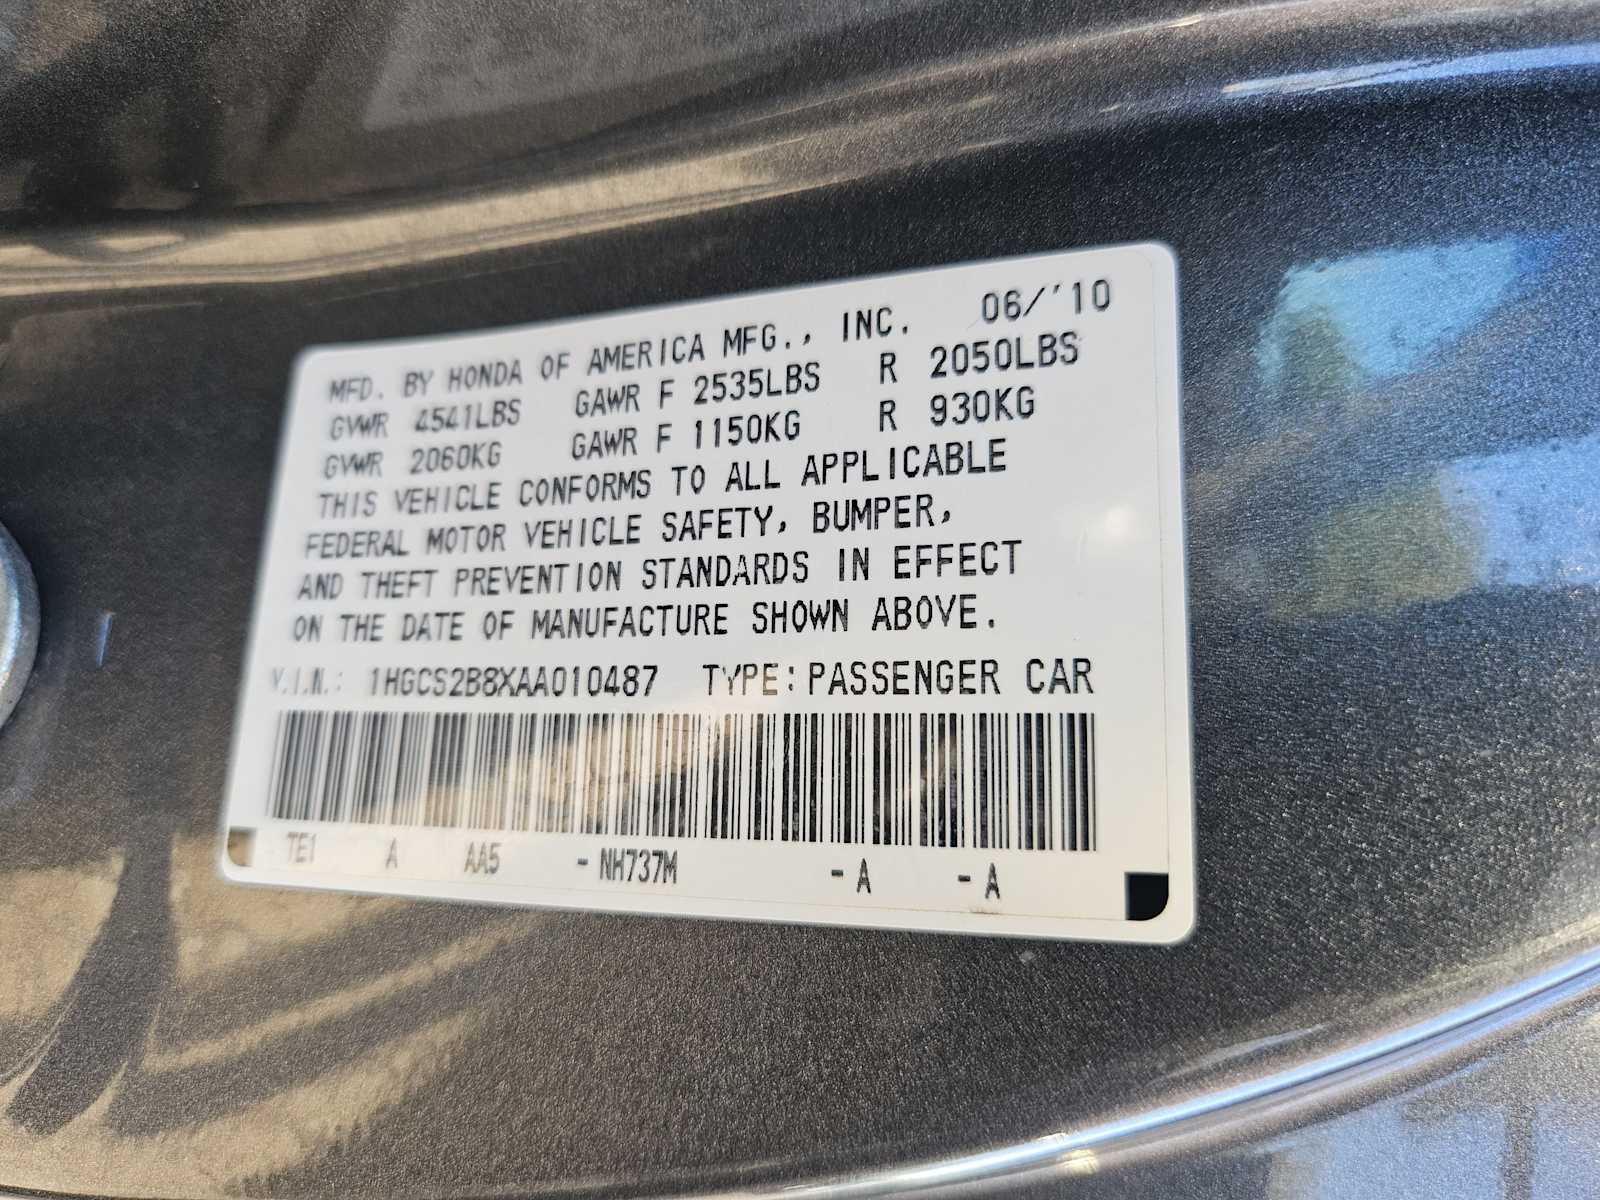 MFD. BY HONDA OF AMERICA MFG., INC. 06/'10
GVWR 4541LBS GAWR F 2535LBS R 2050LBS
GVWR 2060KG GAWR F 1150KG R 930KG
THIS VEHICLE CONFORMS TO ALL APPLICABLE
FEDERAL MOTOR VEHICLE SAFETY, BUMPER,
AND THEFT PREVENTION STANDARDS IN EFFECT
ON THE DATE OF MANUFACTURE SHOWN ABOVE.
V.I.N.: 1HGCS2B8XAA010487 TYPE: PASSENGER CAR
TE1 A AA5 - NH737M - A - A